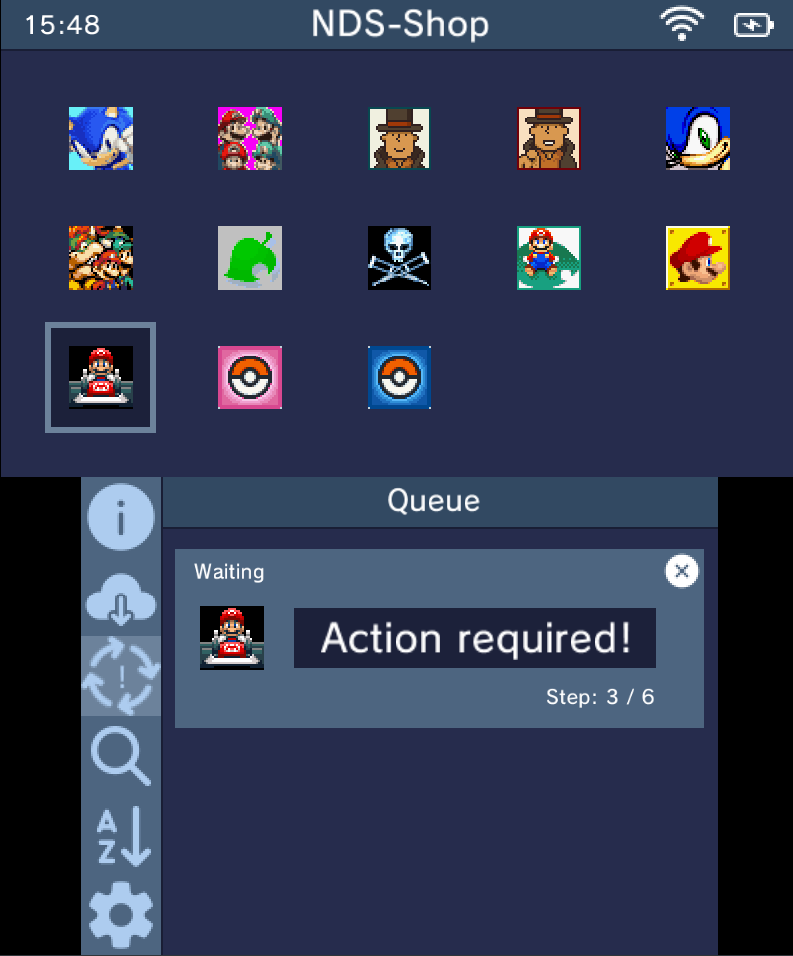 15:48
NDS-Shop
Queue
Waiting
Action required!
Step: 3 / 6
A
Z